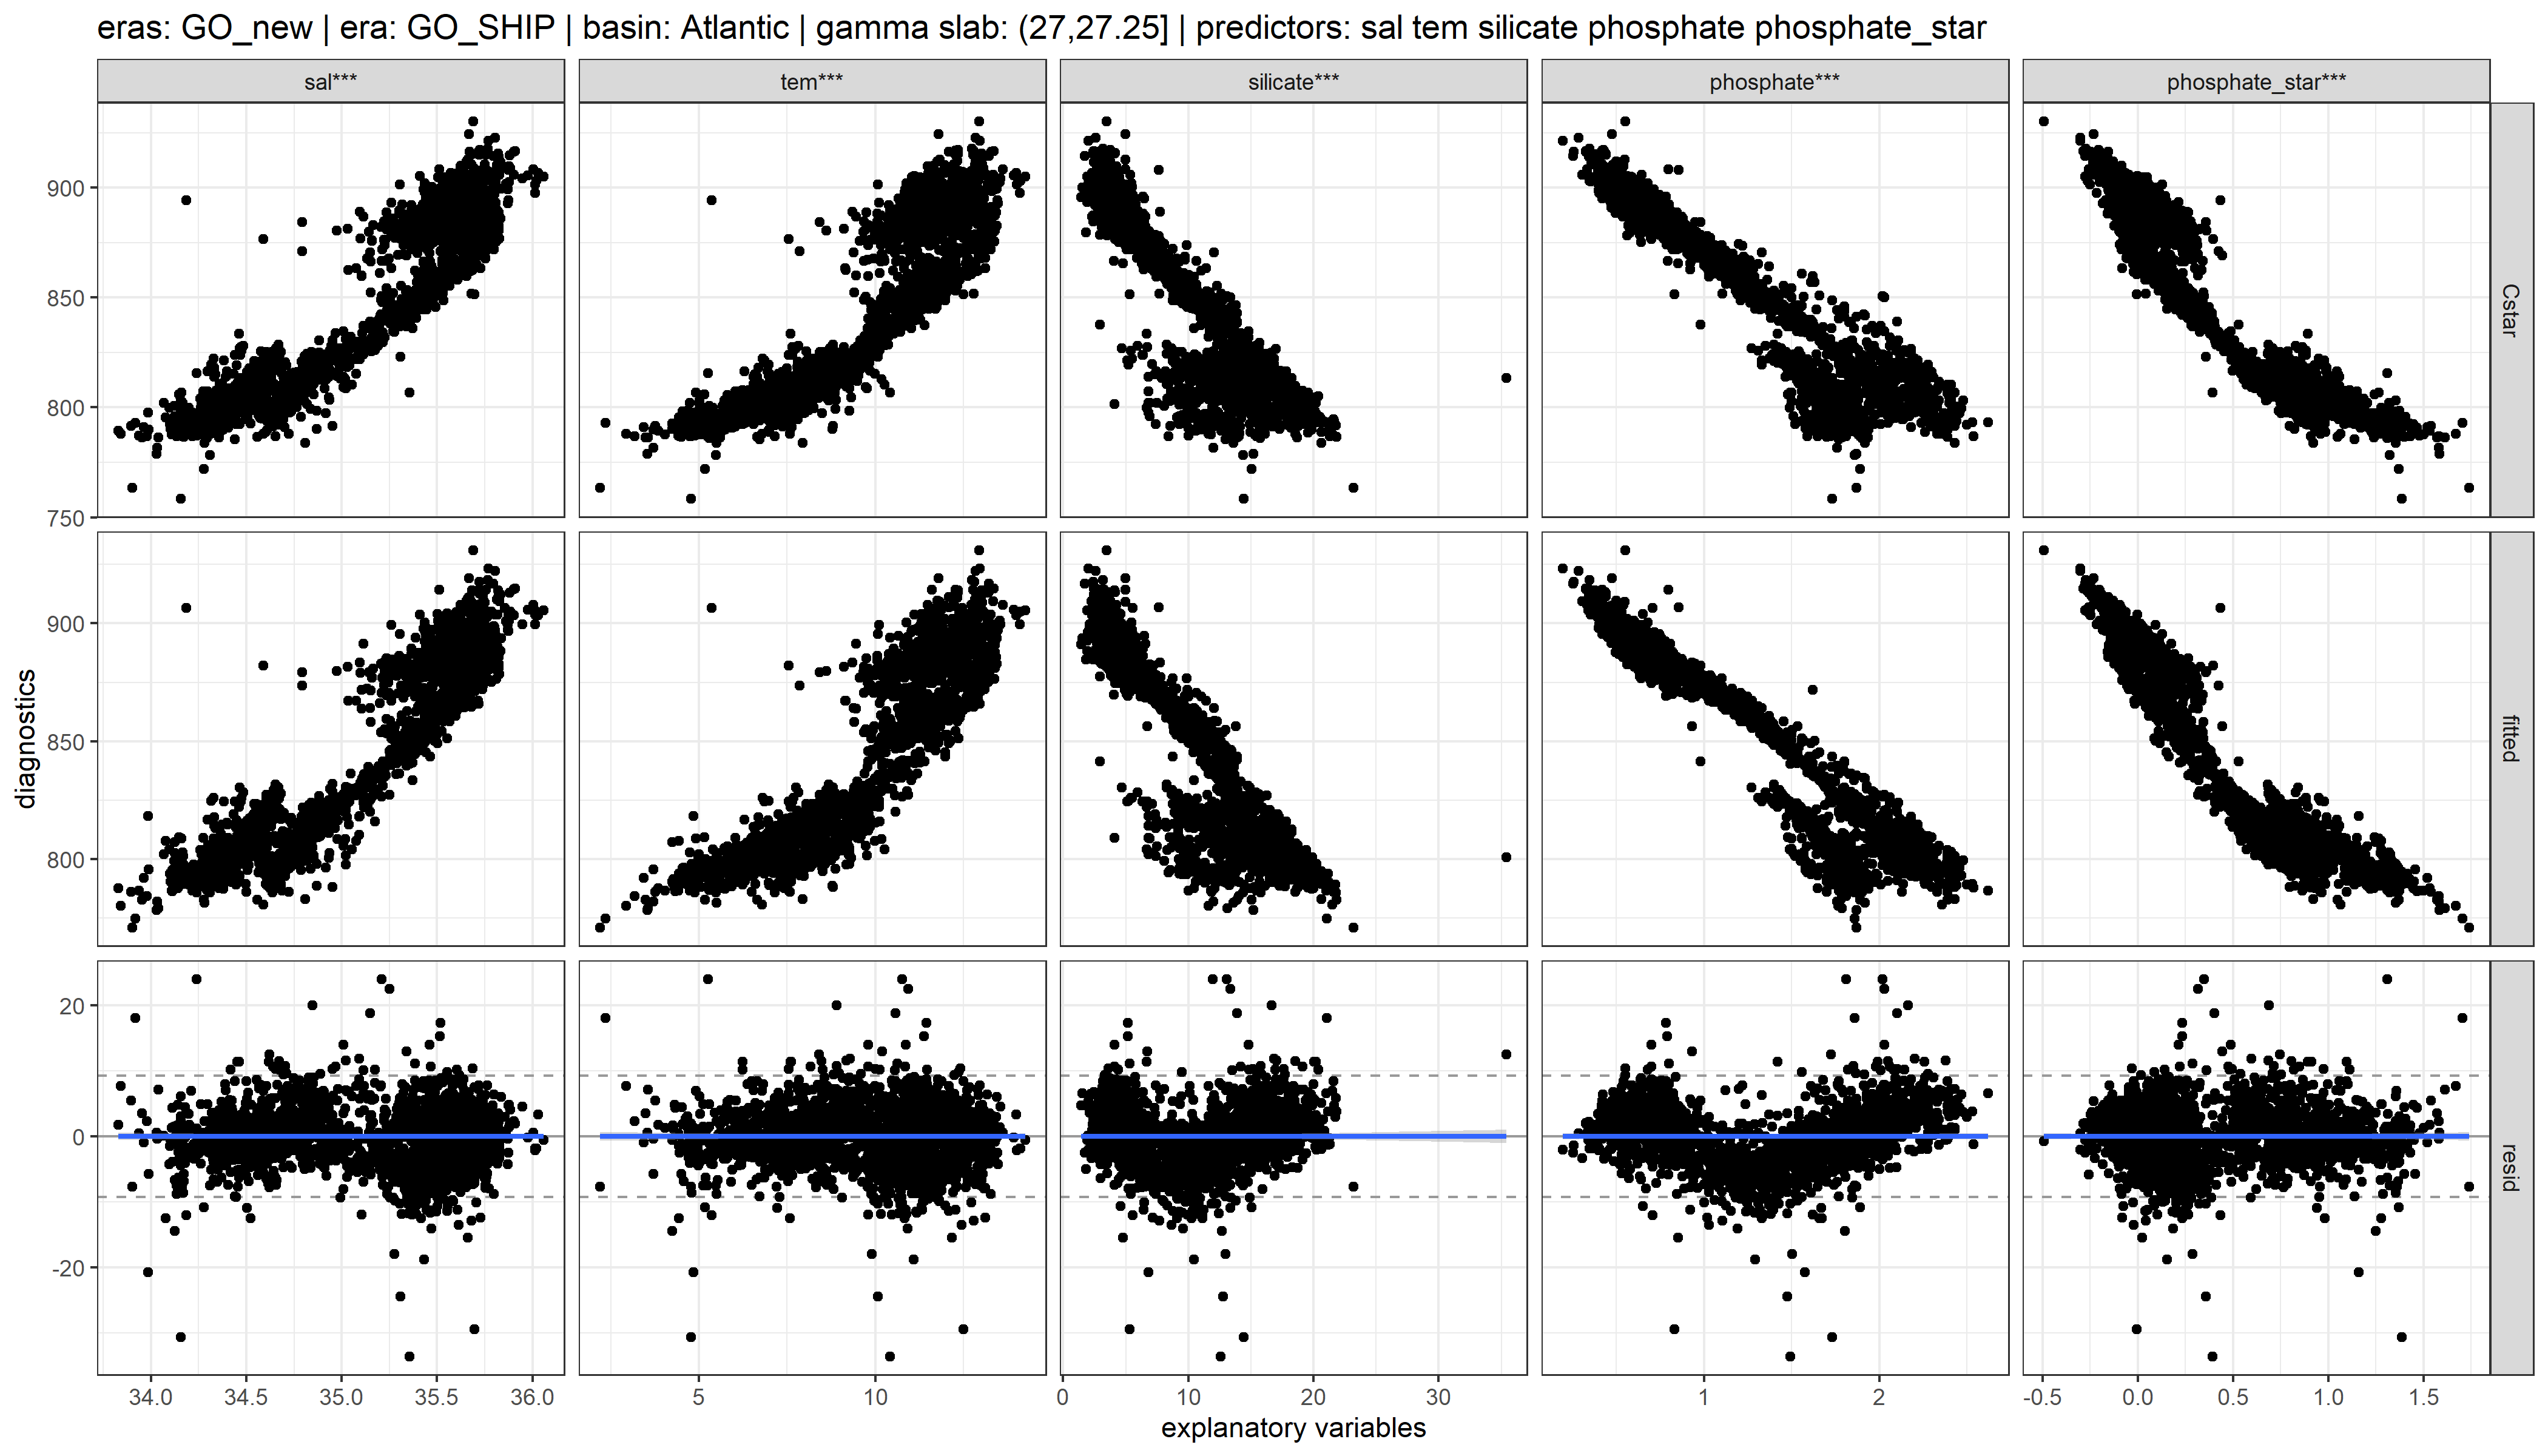 eras: GO_new | era: GO_SHIP | basin: Atlantic | gamma slab: (27,27.25] | predictors: sal tem silicate phosphate phosphate_star
sal*** tem*** silicate*** phosphate*** phosphate_star***
900
850
800
750
Cstar
900
850
800
fitted
diagnostics
20
0
-20
resid
34.0 34.5 35.0 35.5 36.0 5 10 0 10 20 30 1 2 -0.5 0.0 0.5 1.0 1.5
explanatory variables